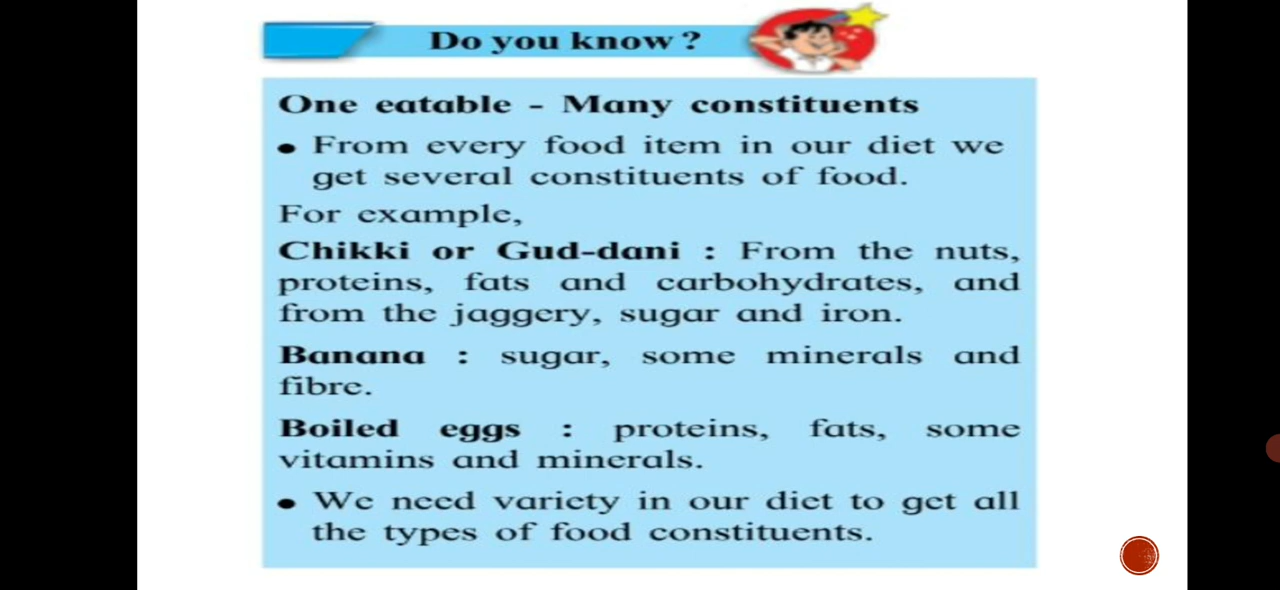 Do you know ?
One eatable - Many constituents
• From every food item in our diet we
get several constituents of food.
For example,
Chikki or Gud-dani : From the nuts,
proteins, fats and carbohydrates, and
from the jaggery, sugar and iron.
Banana : sugar, some minerals and
fibre.
Boiled eggs : proteins, fats, some
vitamins and minerals.
• We need variety in our diet to get all
the types of food constituents.